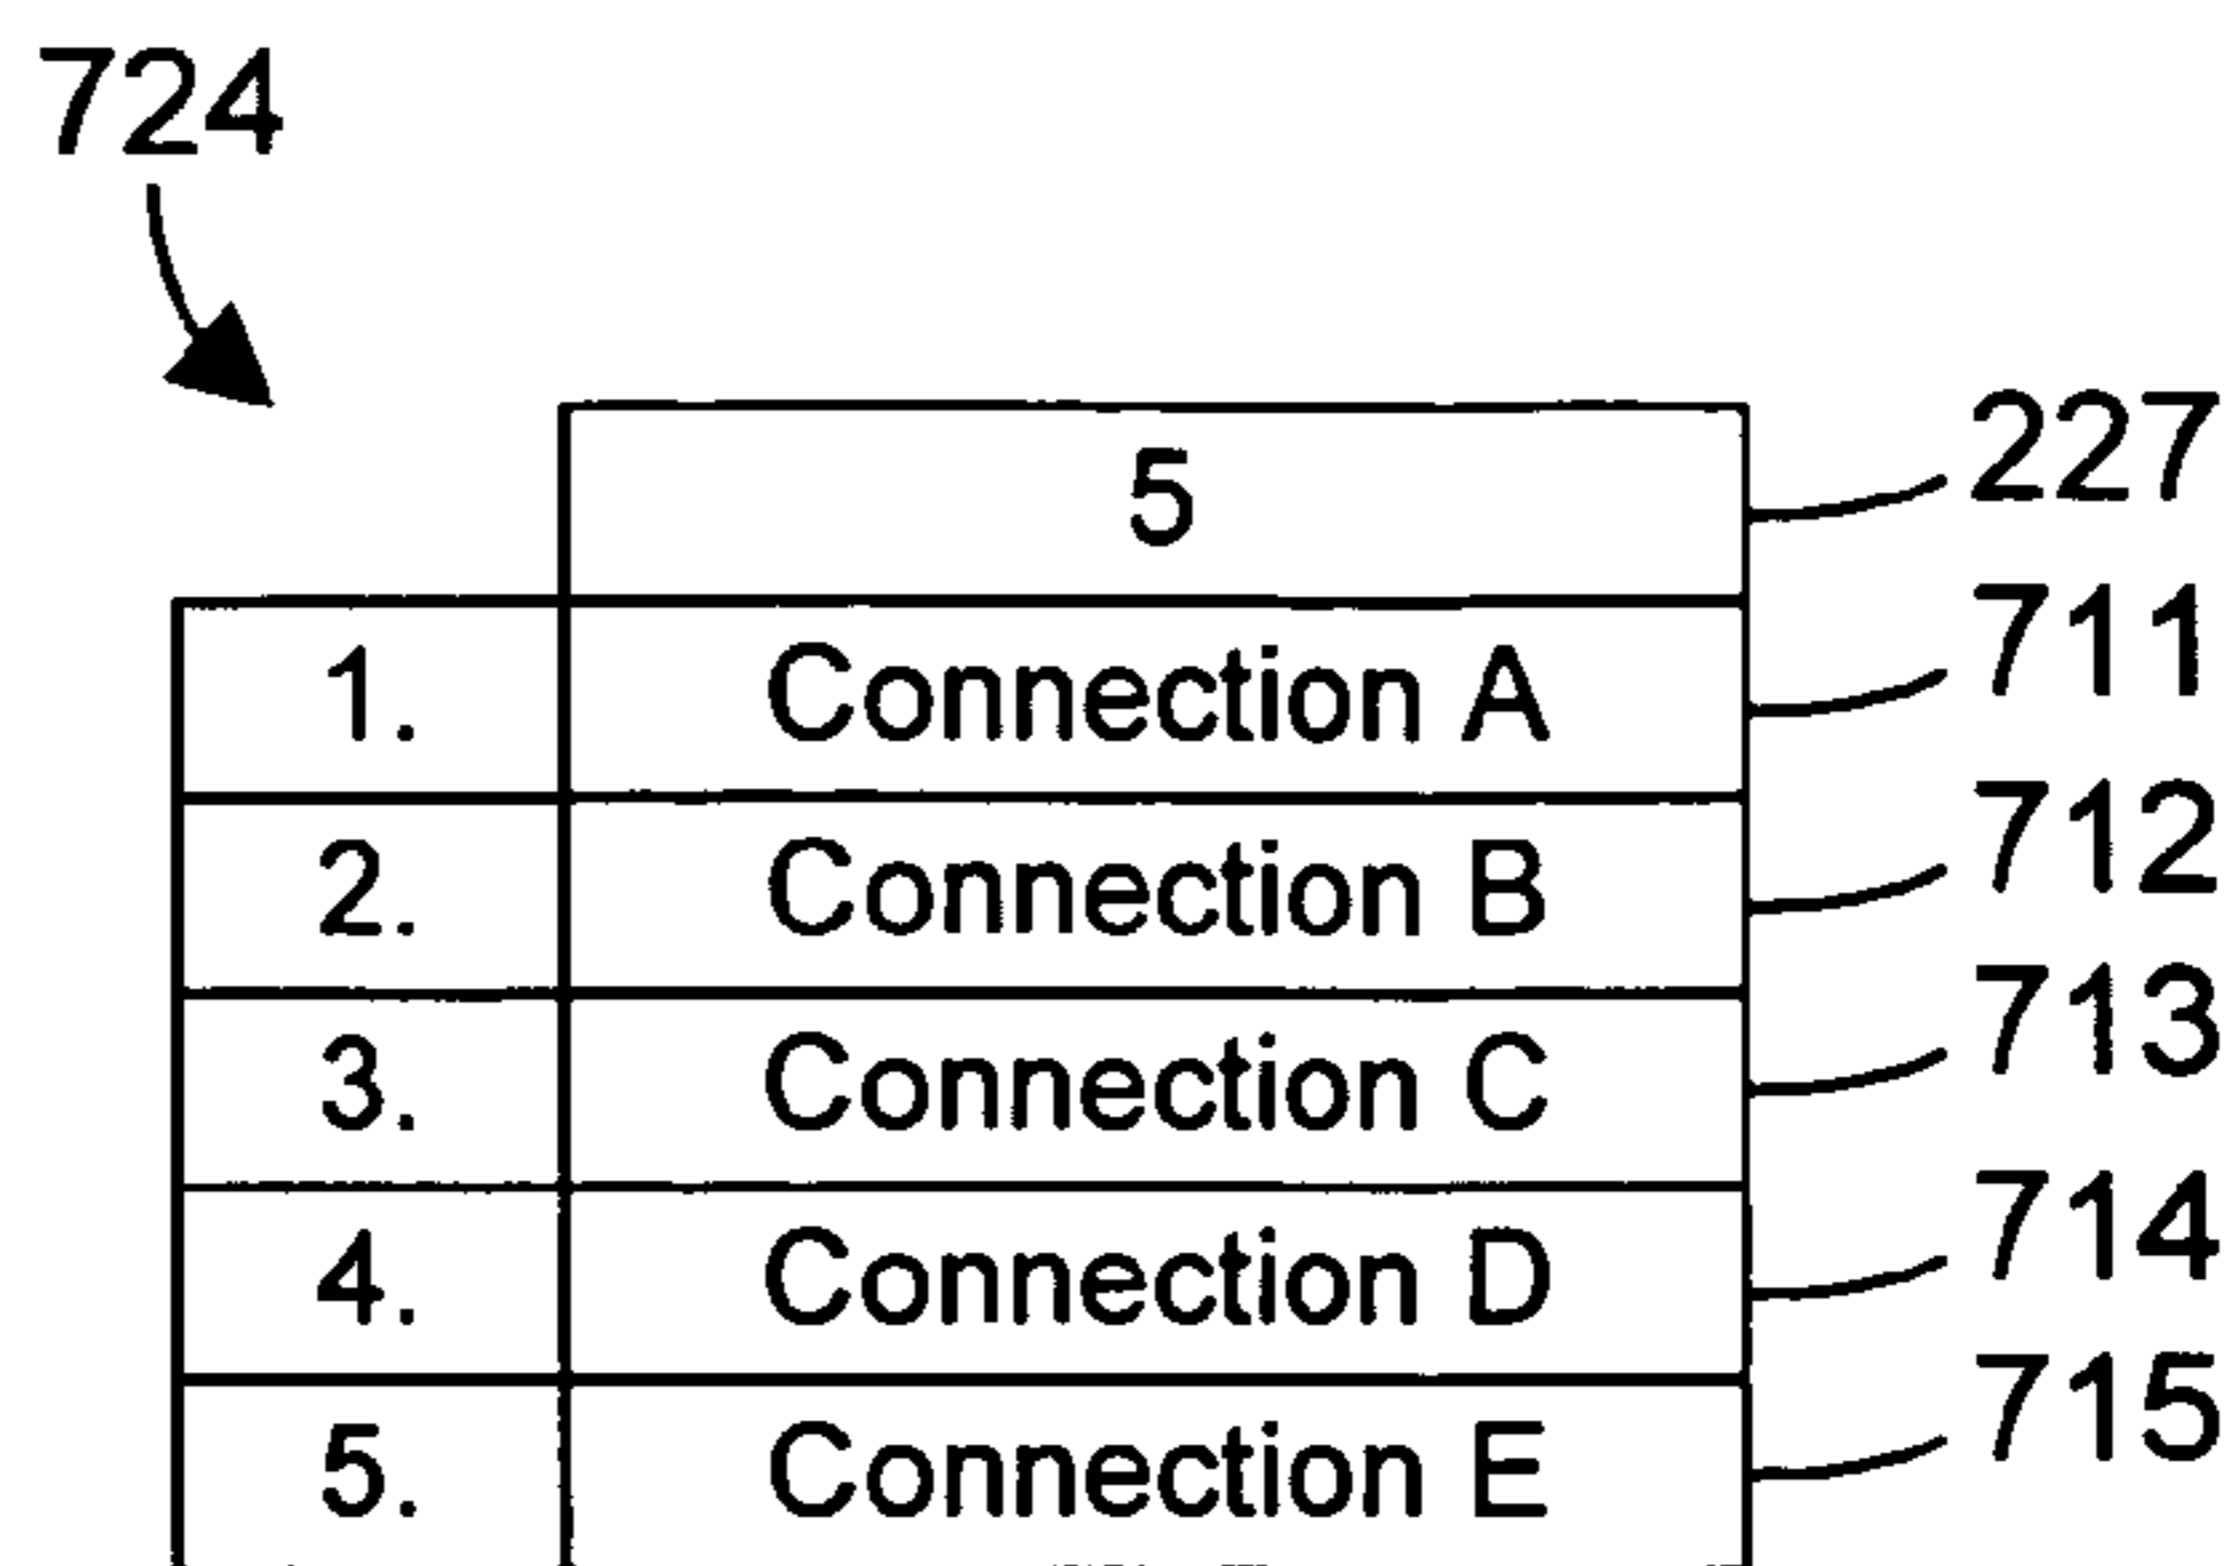 724
5 227
1. Connection A 711
2. Connection B 712
3. Connection C 713
4. Connection D 714
5. Connection E 715